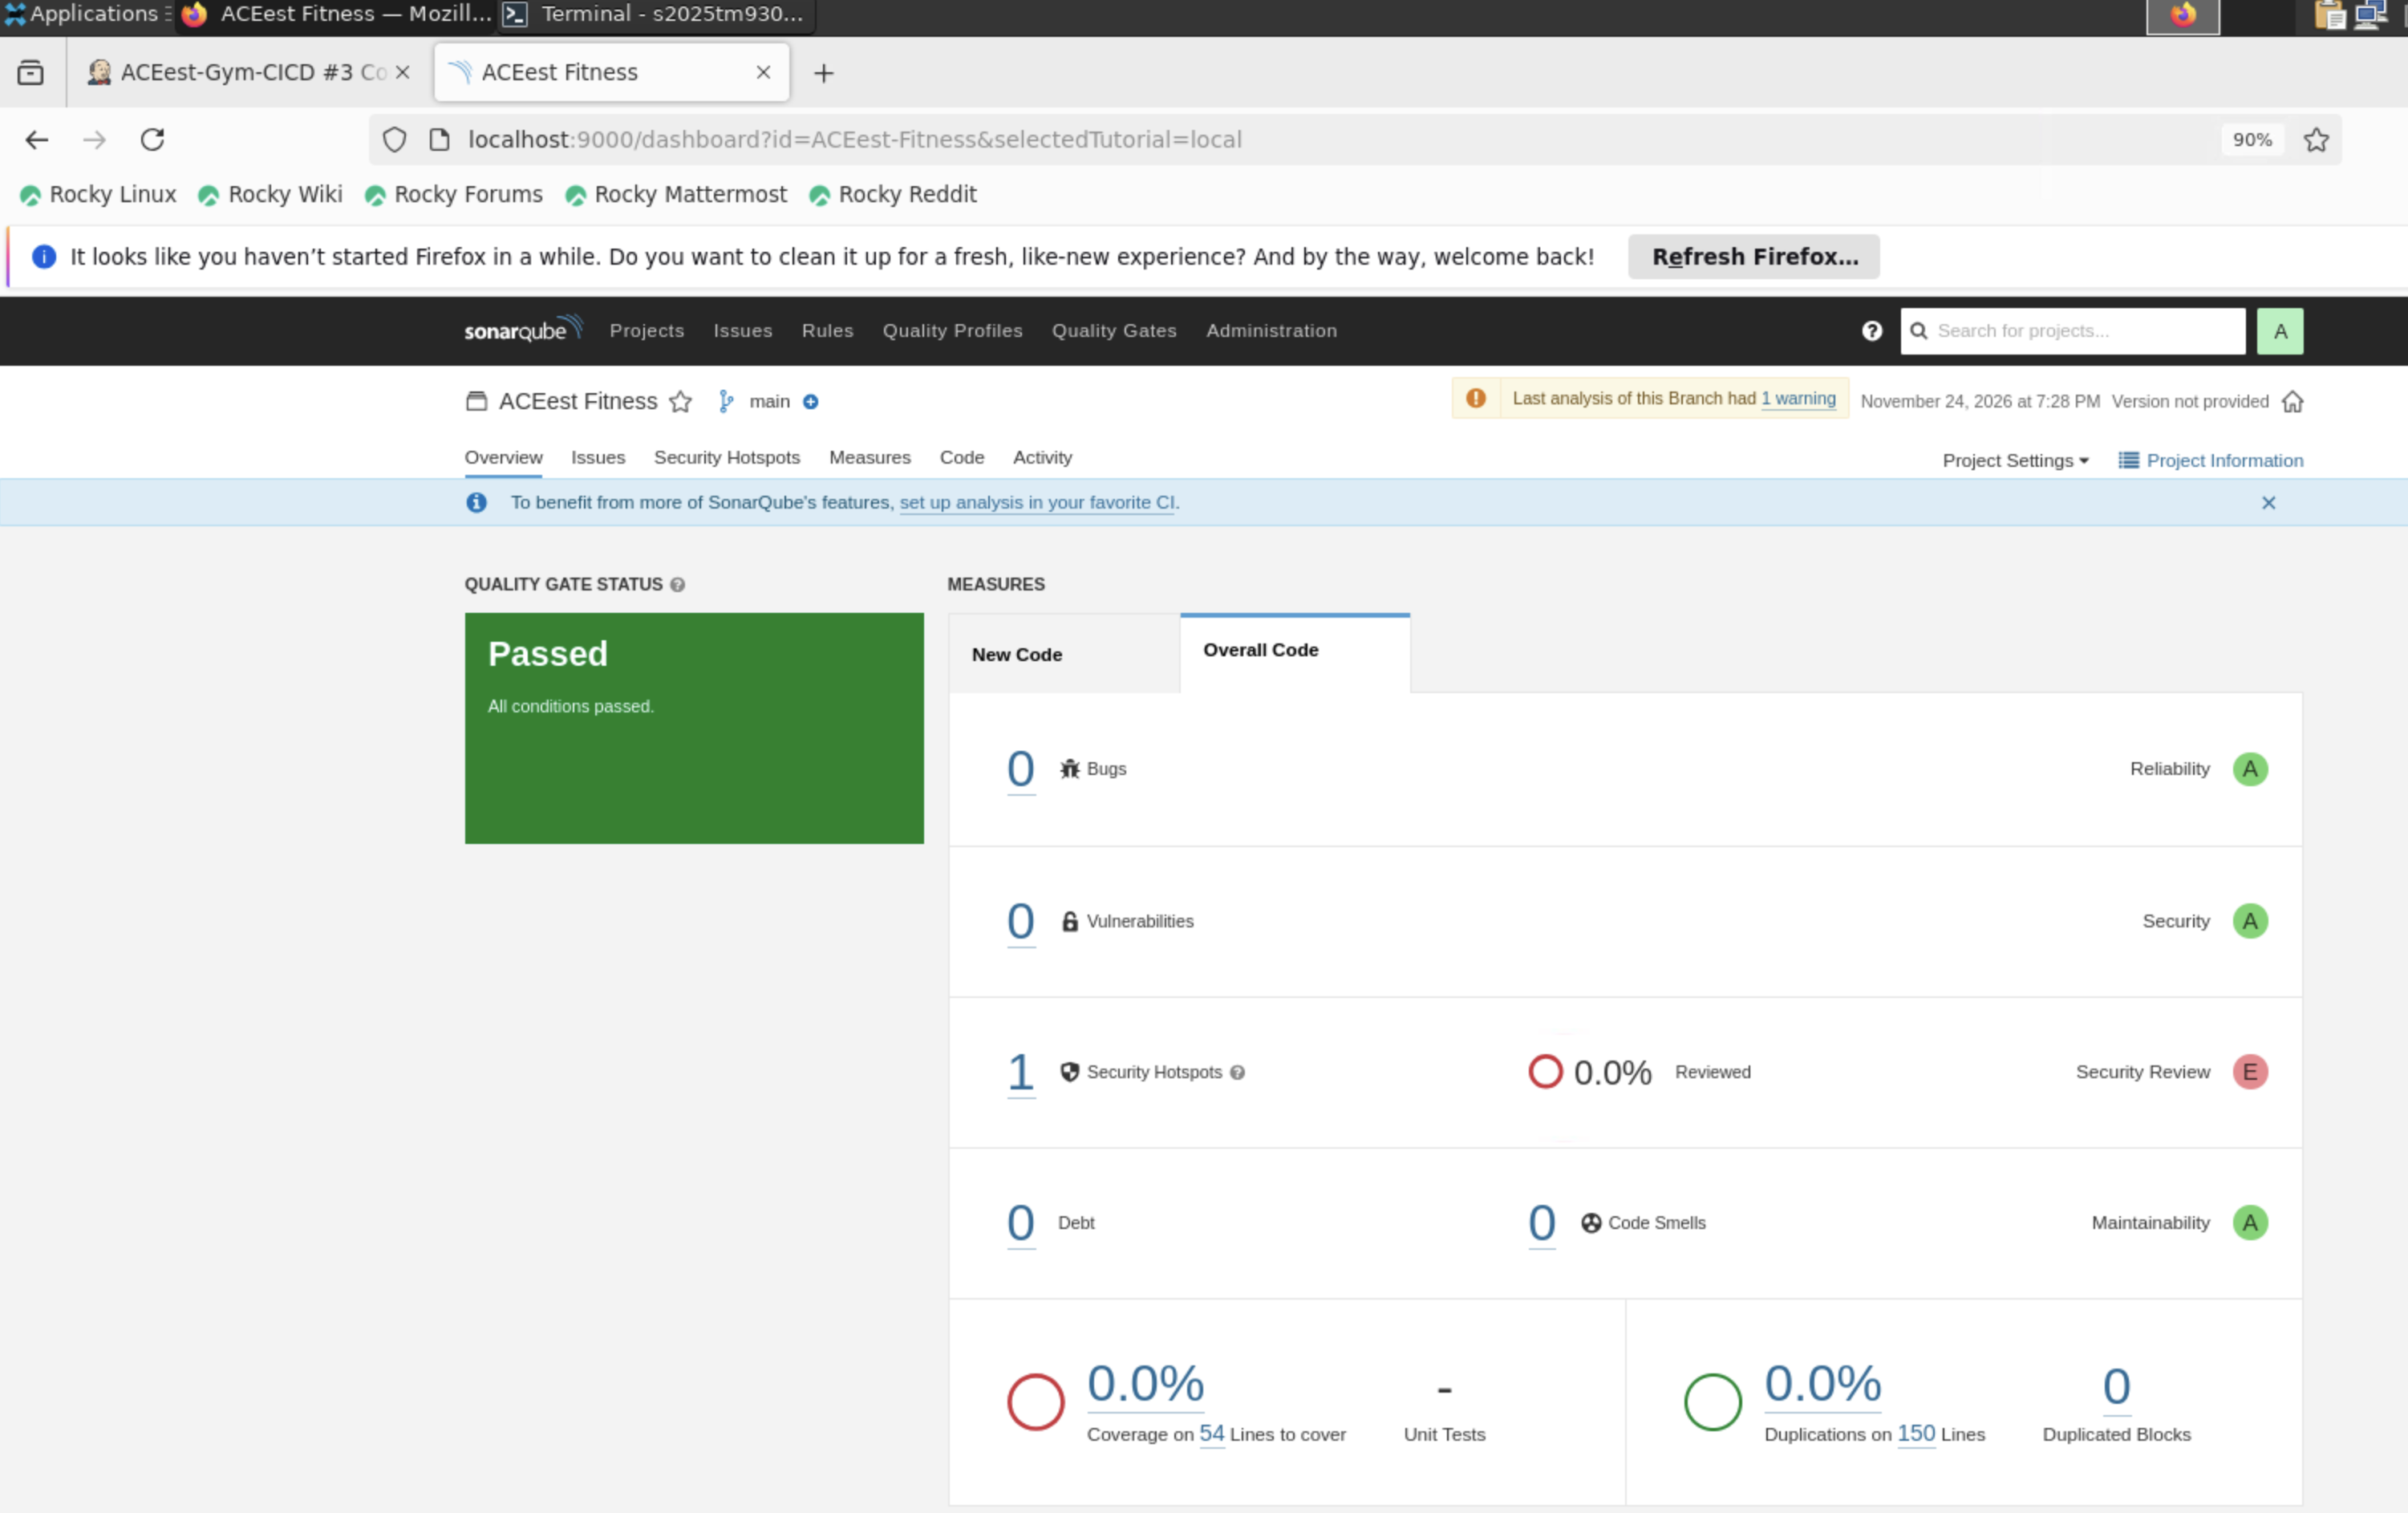 Applications
ACEest Fitness — Mozill...
Terminal - s2025tm930...
ACEest-Gym-CICD #3 Co
ACEest Fitness
localhost:9000/dashboard?id=ACEest-Fitness&selectedTutorial=local
90%
Rocky Linux
Rocky Wiki
Rocky Forums
Rocky Mattermost
Rocky Reddit
It looks like you haven’t started Firefox in a while. Do you want to clean it up for a fresh, like-new experience? And by the way, welcome back!
Refresh Firefox...
sonarqube
Projects
Issues
Rules
Quality Profiles
Quality Gates
Administration
Search for projects...
A
ACEest Fitness
main
Last analysis of this Branch had 1 warning
November 24, 2026 at 7:28 PM
Version not provided
Overview
Issues
Security Hotspots
Measures
Code
Activity
Project Settings
Project Information
To benefit from more of SonarQube's features, set up analysis in your favorite CI.
QUALITY GATE STATUS
MEASURES
Passed
All conditions passed.
New Code
Overall Code
0 Bugs
Reliability A
0 Vulnerabilities
Security A
1 Security Hotspots
0.0% Reviewed
Security Review E
0 Debt
0 Code Smells
Maintainability A
0.0%
Coverage on 54 Lines to cover
-
Unit Tests
0.0%
Duplications on 150 Lines
0
Duplicated Blocks